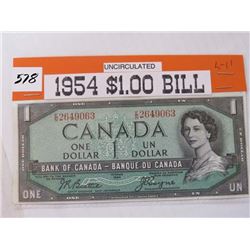 UNCIRCULATED
578
1954 $1.00 BILL
2649063
2649063
CANADA
ONE
DOLLAR
UN
DOLLAR
BANK OF CANADA - BANQUE DU CANADA
ONE
UN